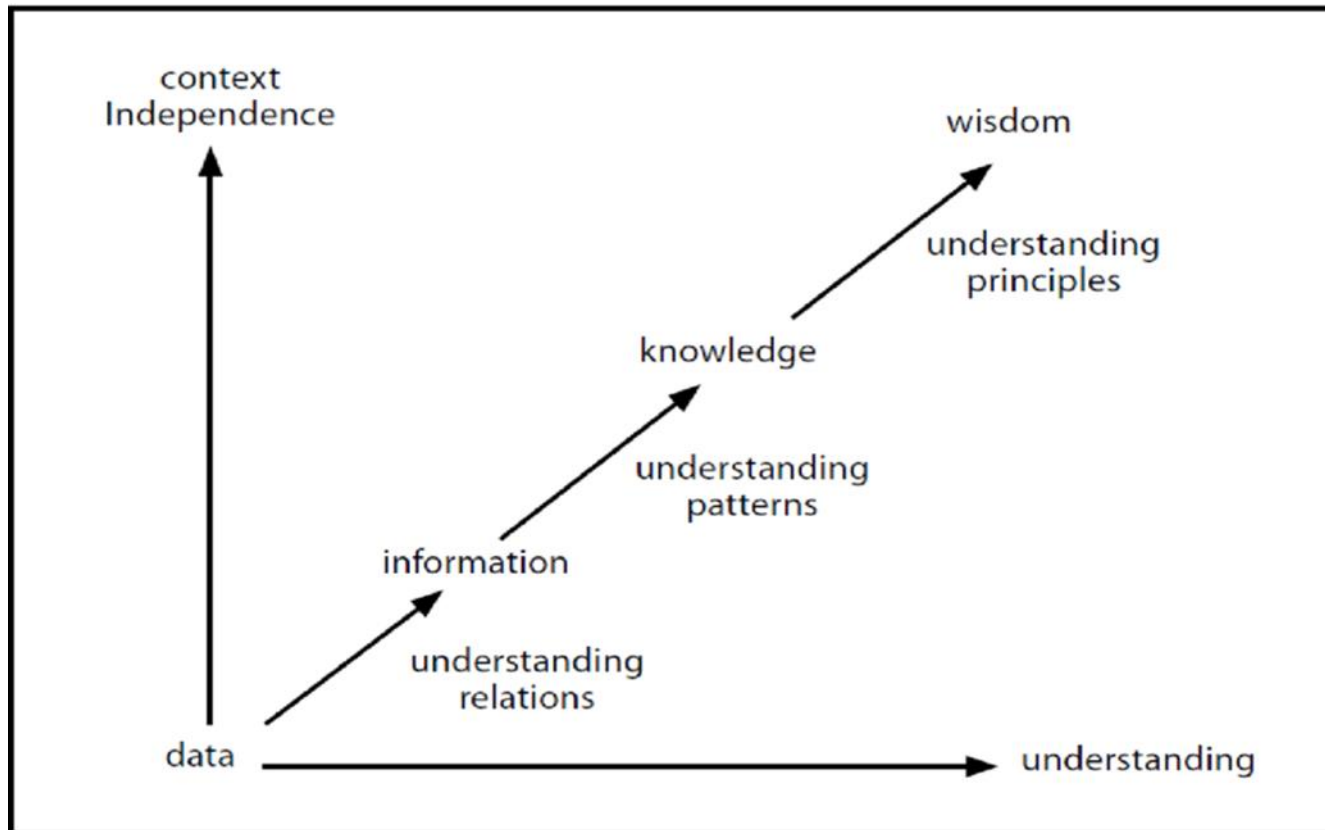 context
Independence
wisdom
understanding
principles
knowledge
understanding
patterns
information
understanding
relations
data
understanding